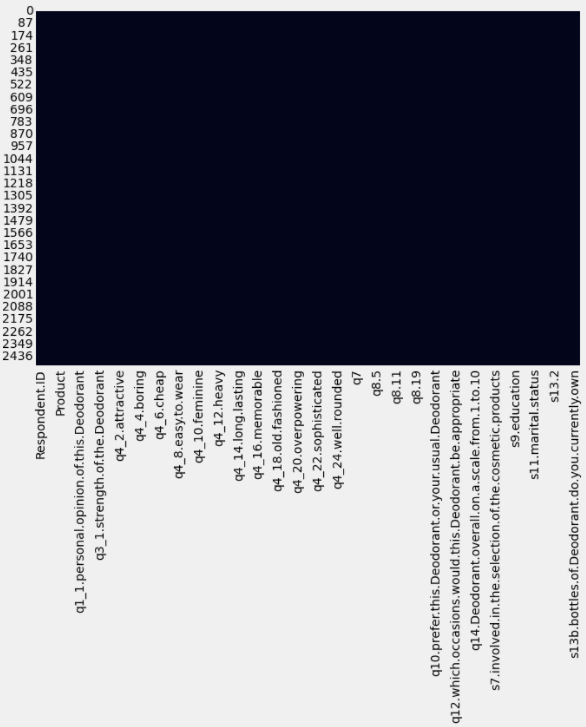 0
87
174
261
348
435
522
609
696
783
870
957
1044
1131
1218
1305
1392
1479
1566
1653
1740
1827
1914
2001
2088
2175
2262
2349
2436
Respondent.ID
Product
q1_1.personal.opinion.of.this.Deodorant
q3_1.strength.of.the.Deodorant
q4_2.attractive
q4_4.boring
q4_6.cheap
q4_8.easy.to.wear
q4_10.feminine
q4_12.heavy
q4_14.long.lasting
q4_16.memorable
q4_18.old.fashioned
q4_20.overpowering
q4_22.sophisticated
q4_24.well.rounded
q7
q8.5
q8.11
q8.19
q10.prefer.this.Deodorant.or.your.usual.Deodorant
q12.which.occasions.would.this.Deodorant.be.appropriate
q14.Deodorant.overall.on.a.scale.from.1.to.10
s7.involved.in.the.selection.of.the.cosmetic.products
s9.education
s11.marital.status
s13.2
s13b.bottles.of.Deodorant.do.you.currently.own